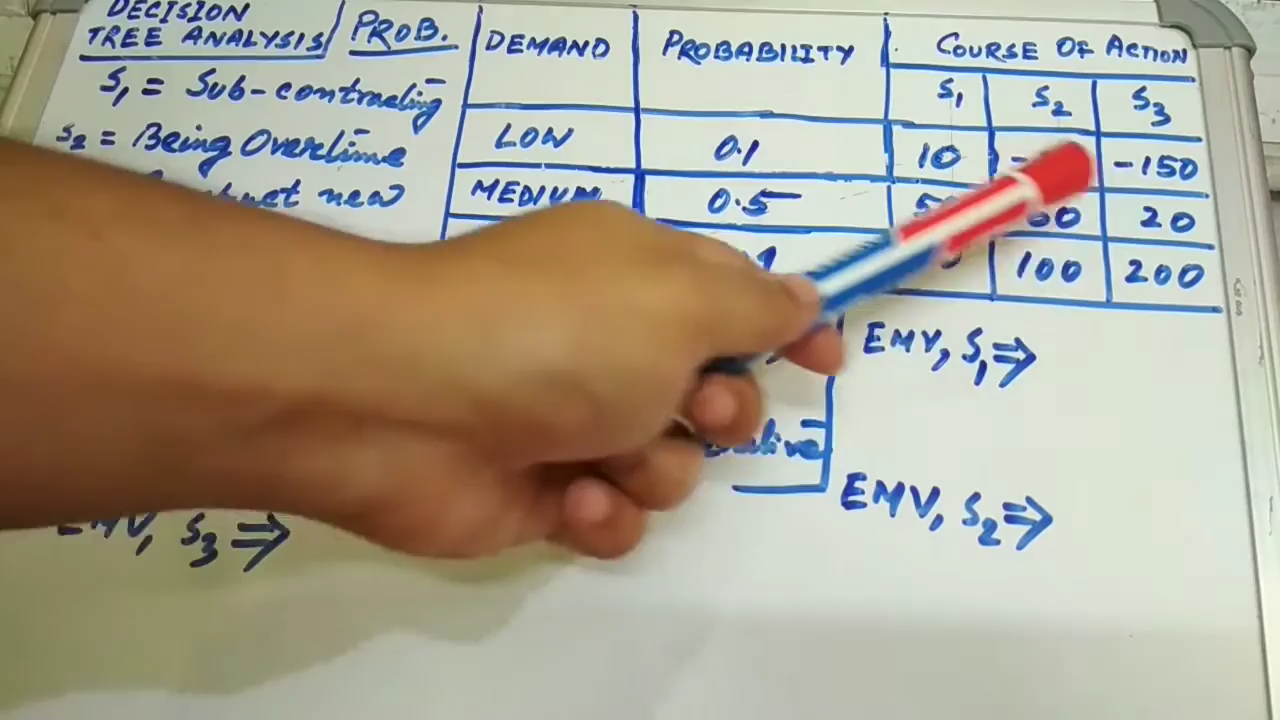 DECISION
TREE ANALYSIS
PROB.
S1 = Sub-contracting
S2 = Being Overtime
new
DEMAND PROBABILITY COURSE OF ACTION
S1 S2 S3
LOW 0.1 10 -150
MEDIUM 0.5 20
100 200
EMV, S1 ⇒
EMV, S2 ⇒
EMV, S3 ⇒